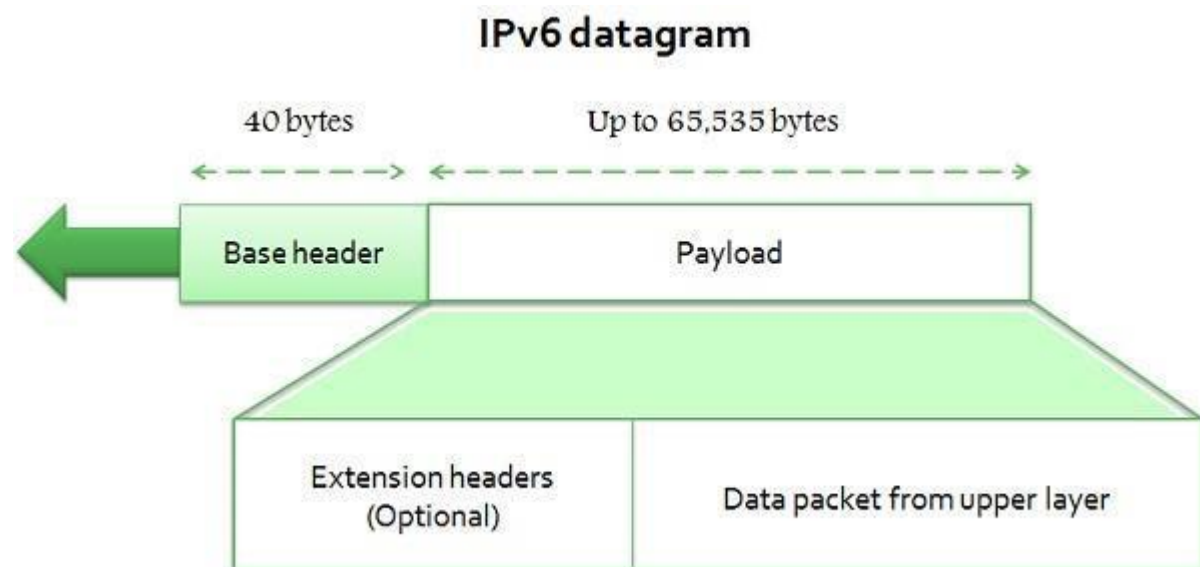 IPv6 datagram
40 bytes
Up to 65,535 bytes
Base header
Payload
Extension headers
(Optional)
Data packet from upper layer